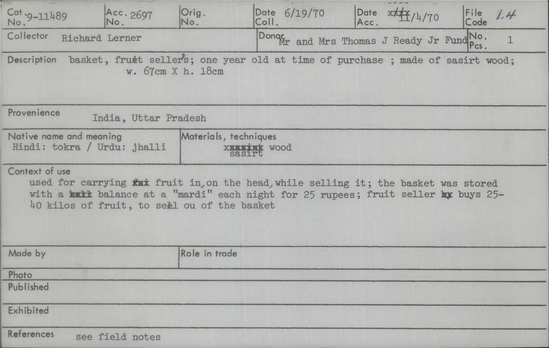 Cat. No. 9-11489 Acc. No. 2697 Orig. No. Date Coll. 6/19/70 Date Acc. 11/4/70 File Code 1.4
Collector Richard Lerner Donor Mr and Mrs Thomas J Ready Jr Fund No. Pcs. 1
Description basket, fruit seller's; one year old at time of purchase ; made of sasirt wood;
w. 67cm X h. 18cm
Provenience India, Uttar Pradesh
Native name and meaning Materials, techniques
Hindi: tokra / Urdu: jhalli wood
sasirt
Context of use
used for carrying fruit in, on the head, while selling it; the basket was stored
with a balance at a "mardi" each night for 25 rupees; fruit seller buys 25-
40 kilos of fruit, to sell ou of the basket
Made by Role in trade
Photo
Published
Exhibited
References see field notes